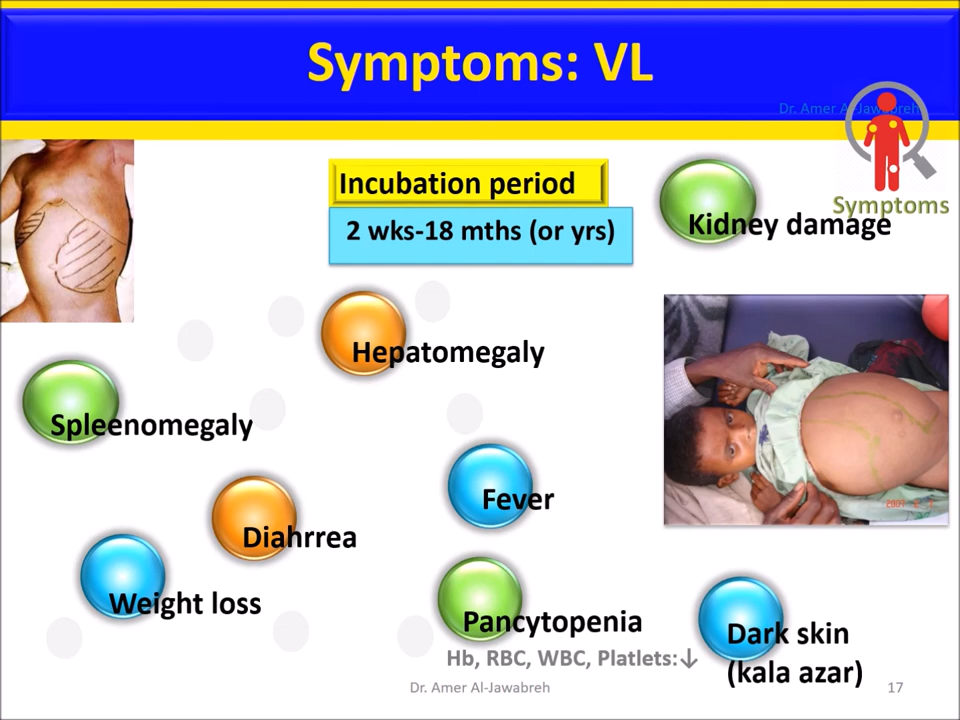 Symptoms: VL
Dr. Amer Al-Jawabreh
Symptoms
Incubation period
2 wks-18 mths (or yrs)
Kidney damage
Hepatomegaly
Spleenomegaly
Fever
Diahrrea
Weight loss
Pancytopenia
Hb, RBC, WBC, Platlets:↓
Dark skin
(kala azar)
Dr. Amer Al-Jawabreh
17